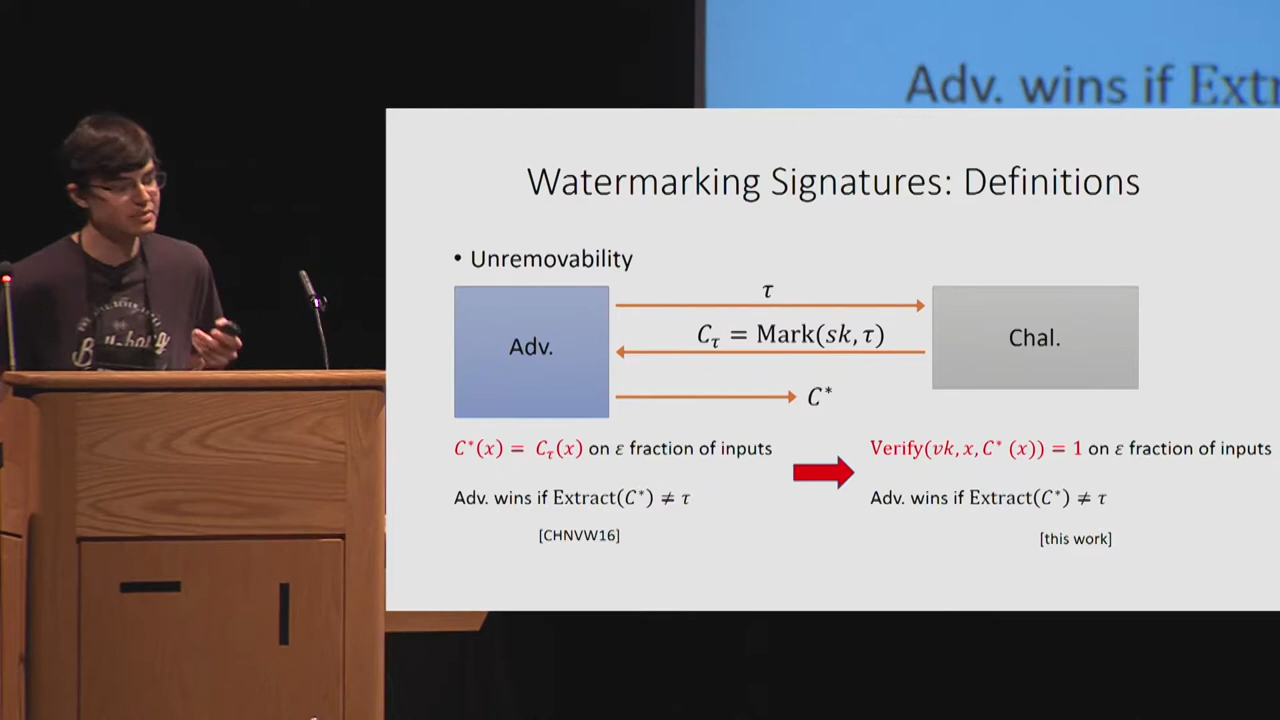 Adv. wins if Extr
Watermarking Signatures: Definitions
• Unremovability
τ
C_τ = Mark(sk, τ)
Adv.
Chal.
C*
C*(x) = C_τ(x) on ε fraction of inputs
Verify(vk, x, C* (x)) = 1 on ε fraction of inputs
Adv. wins if Extract(C*) ≠ τ
Adv. wins if Extract(C*) ≠ τ
[CHNVW16]
[this work]
Billabong